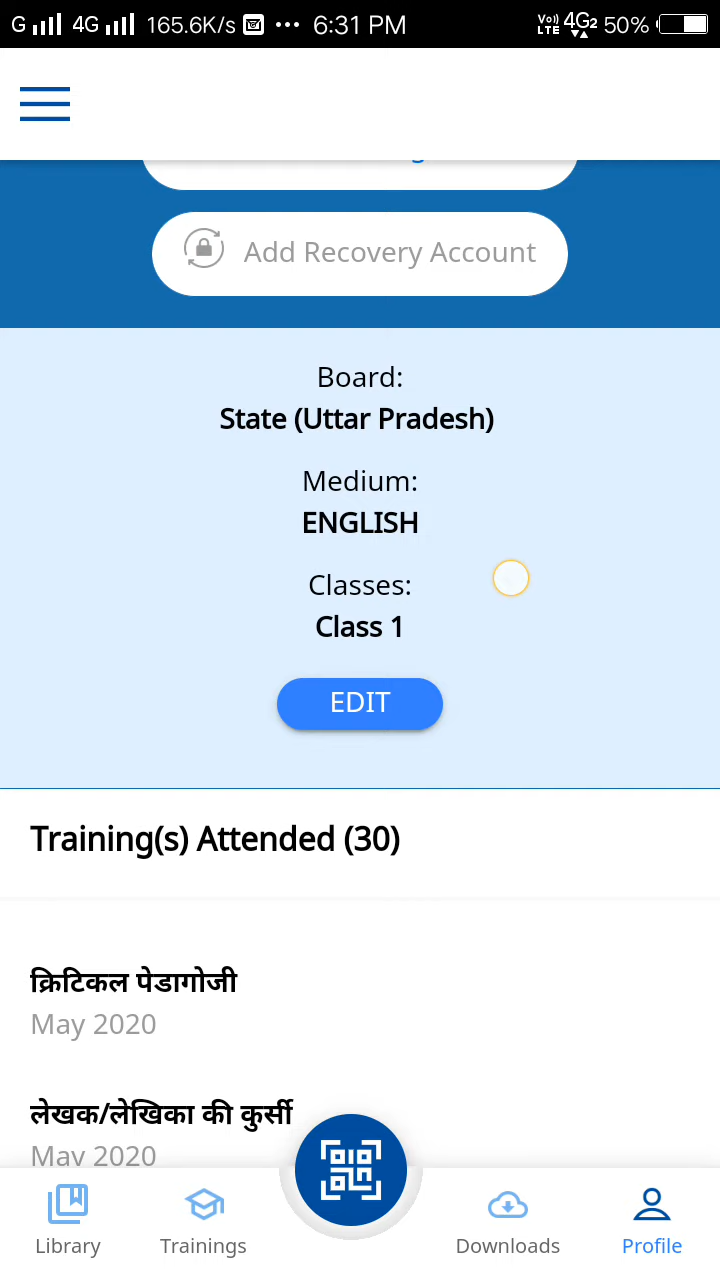 G 4G 165.6K/s 6:31 PM VoLTE 4G2 50%
Add Recovery Account
Board:
State (Uttar Pradesh)
Medium:
ENGLISH
Classes:
Class 1
EDIT
Training(s) Attended (30)
क्रिटिकल पेडागोजी
May 2020
लेखक/लेखिका की कुर्सी
May 2020
Library Trainings Downloads Profile